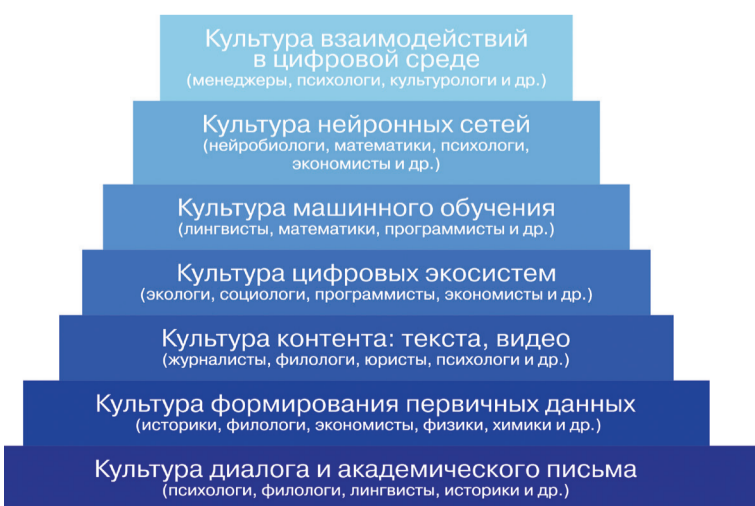 Культура взаимодействий
в цифровой среде
(менеджеры, психологи, культурологи и др.)
Культура нейронных сетей
(нейробиологи, математики, психологи,
экономисты и др.)
Культура машинного обучения
(лингвисты, математики, программисты и др.)
Культура цифровых экосистем
(экологи, социологи, программисты, экономисты и др.)
Культура контента: текста, видео
(журналисты, филологи, юристы, психологи и др.)
Культура формирования первичных данных
(историки, филологи, экономисты, физики, химики и др.)
Культура диалога и академического письма
(психологи, филологи, лингвисты, историки и др.)